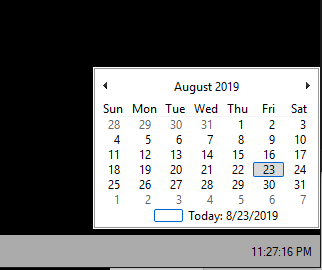 August 2019
Sun Mon Tue Wed Thu Fri Sat
28 29 30 31 1 2 3
4 5 6 7 8 9 10
11 12 13 14 15 16 17
18 19 20 21 22 23 24
25 26 27 28 29 30 31
1 2 3 4 5 6 7
Today: 8/23/2019
11:27:16 PM